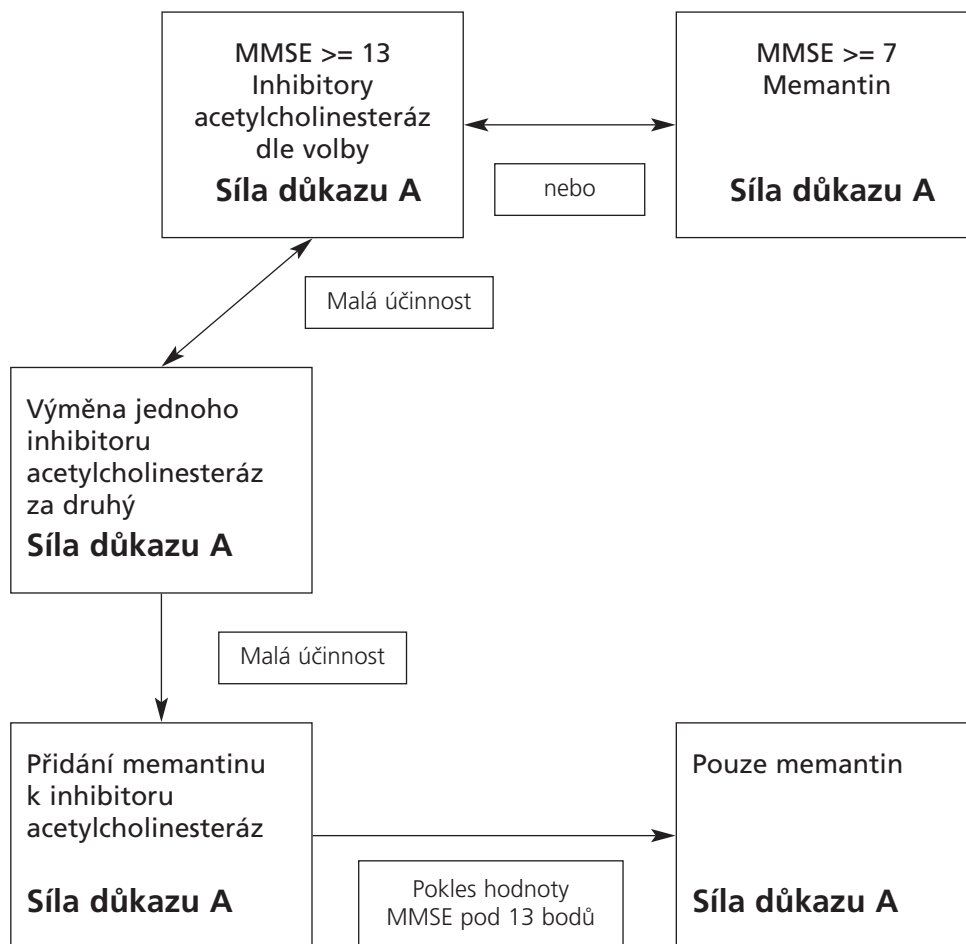 MMSE >= 13
Inhibitory
acetylcholinesteráz
dle volby
Síla důkazu A
nebo
MMSE >= 7
Memantin
Síla důkazu A
Malá účinnost
Výměna jednoho
inhibitoru
acetylcholinesteráz
za druhý
Síla důkazu A
Malá účinnost
Přidání memantinu
k inhibitoru
acetylcholinesteráz
Síla důkazu A
Pokles hodnoty
MMSE pod 13 bodů
Pouze memantin
Síla důkazu A